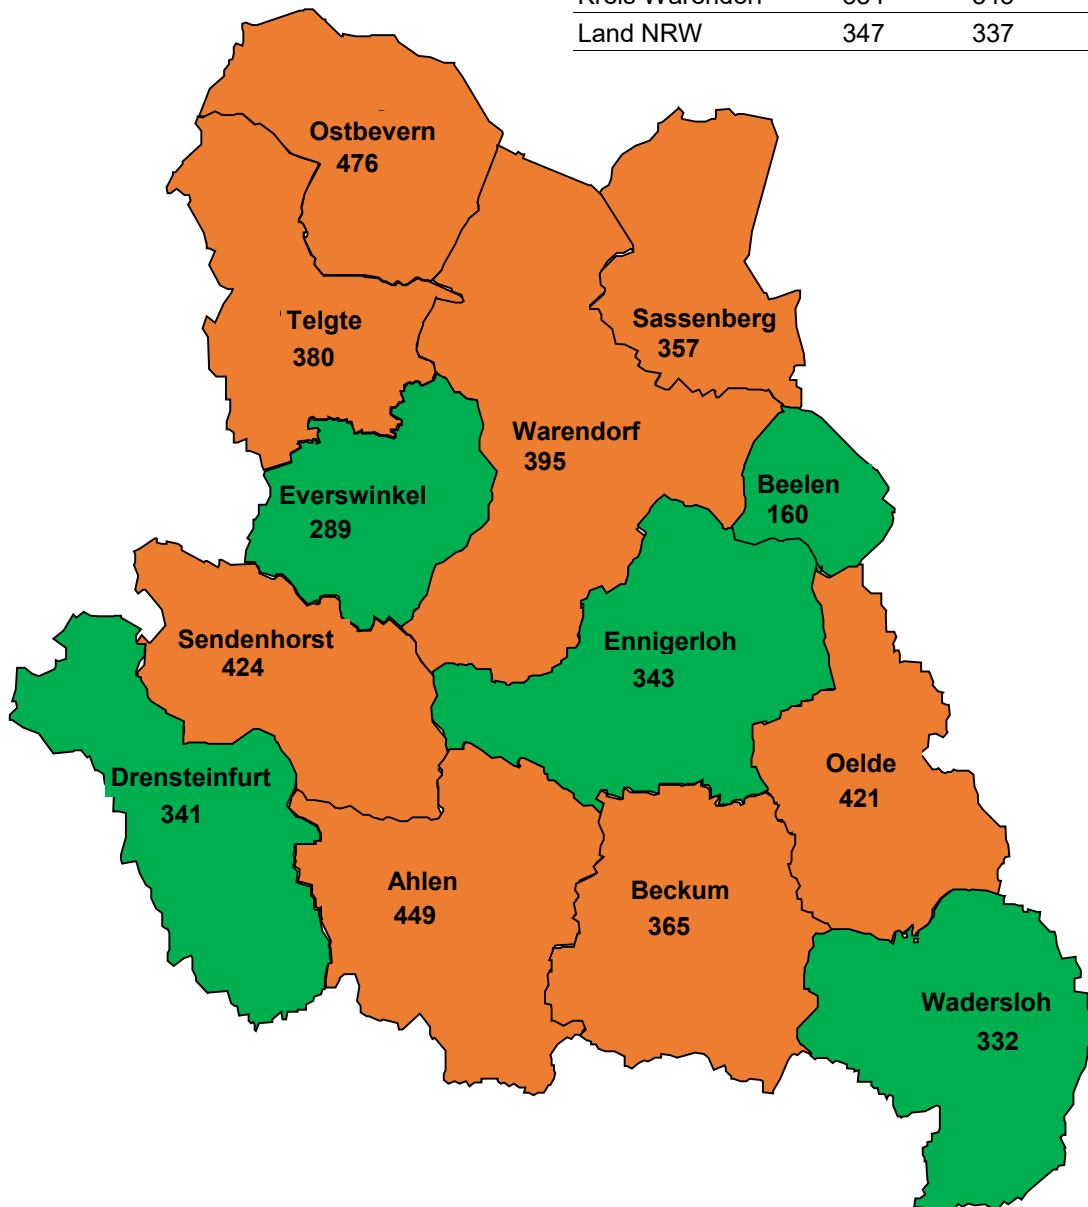 Land NRW 347 337
Ostbevern
476
Telgte
380
Sassenberg
357
Warendorf
395
Everswinkel
289
Beelen
160
Sendenhorst
424
Ennigerloh
343
Drensteinfurt
341
Oelde
421
Ahlen
449
Beckum
365
Wadersloh
332